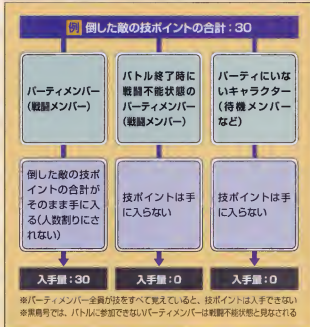 例 倒した敵の技ポイントの合計：30
パーティメンバー
（戦闘メンバー）
バトル終了時に
戦闘不能状態の
パーティメンバー
（戦闘メンバー）
パーティにいな
いキャラクター
（待機メンバー
など）
倒した敵の技ポ
イントの合計が
そのまま手に入
る（人数割りにさ
れない）
技ポイントは手
に入らない
技ポイントは手
に入らない
入手量：30
入手量：0
入手量：0
※パーティメンバー全員が技をすべて覚えていると、技ポイントは入手できない
※黒鳥号では、バトルに参加できないパーティメンバーは戦闘不能状態と見なされる